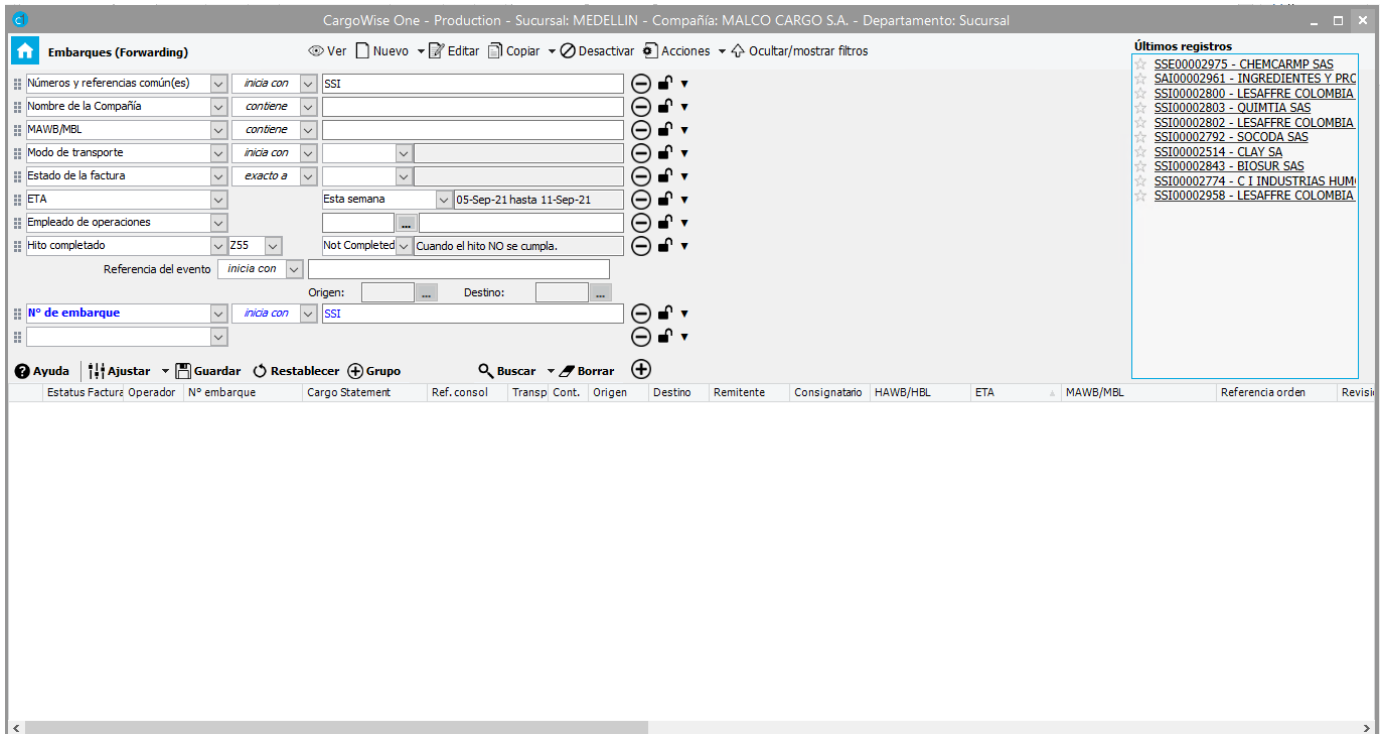 CargoWise One - Production - Sucursal: MEDELLIN - Compañía: MALCO CARGO S.A. - Departamento: Sucursal
Embarques (Forwarding) Ver Nuevo Editar Copiar Desactivar Acciones Ocultar/mostrar filtros
Últimos registros
SSE00002975 - CHEMCARMP SAS
SAI00002961 - INGREDIENTES Y PRO
SSI00002800 - LESAFFRE COLOMBIA
SSI00002803 - QUIMTIA SAS
SSI00002802 - LESAFFRE COLOMBIA
SSI00002792 - SOCODA SAS
SSI00002514 - CLAY SA
SSI00002843 - BIOSUR SAS
SSI00002774 - C I INDUSTRIAS HUM
SSI00002958 - LESAFFRE COLOMBIA
Números y referencias común(es) inicia con SSI
Nombre de la Compañía contiene
MAWB/MBL contiene
Modo de transporte inicia con
Estado de la factura exacto a
ETA Esta semana 05-Sep-21 hasta 11-Sep-21
Empleado de operaciones ...
Hito completado Z55 Not Completed Cuando el hito NO se cumpla.
Referencia del evento inicia con
Origen: ... Destino: ...
Nº de embarque inicia con SSI
Ayuda Ajustar Guardar Restablecer Grupo Buscar Borrar
Estatus Factura Operador Nº embarque Cargo Statement Ref. consol Transp Cont. Origen Destino Remitente Consignatario HAWB/HBL ETA MAWB/MBL Referencia orden Revisi